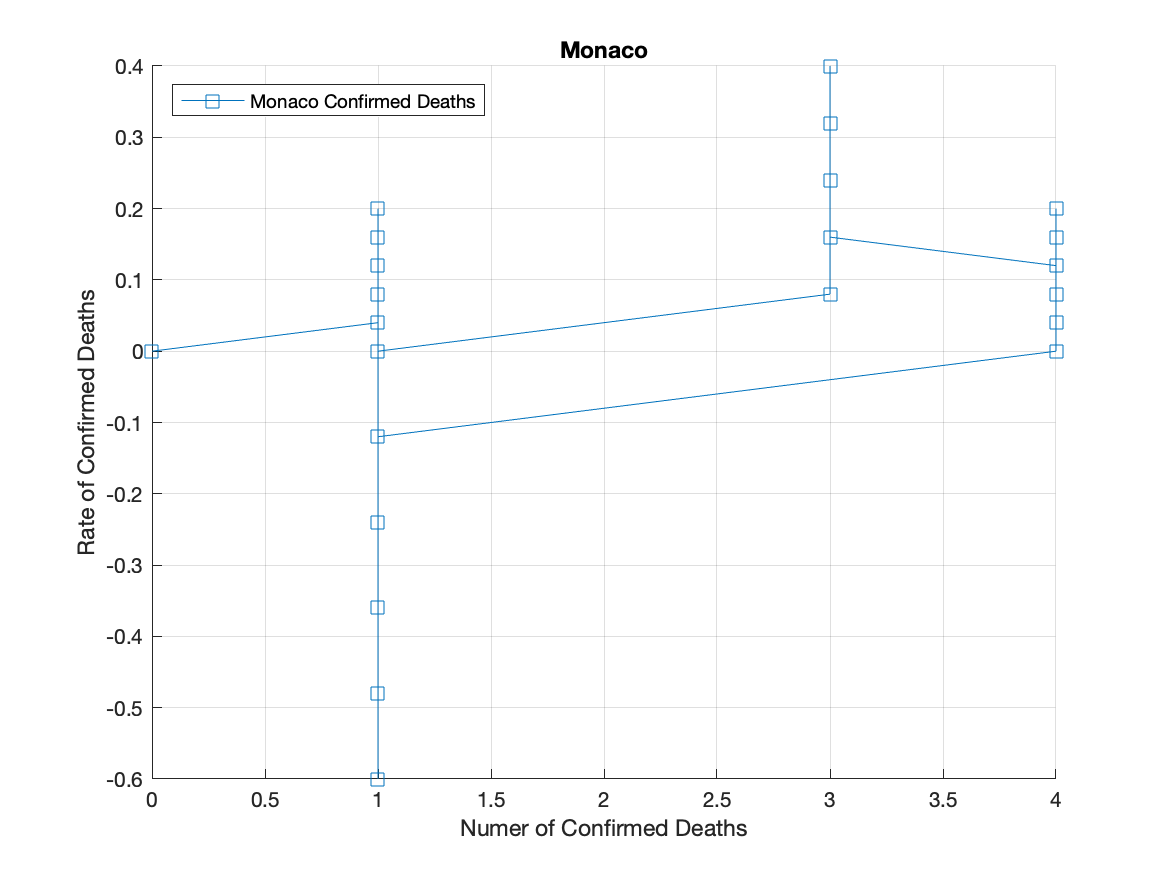 Monaco
Monaco Confirmed Deaths
0.4
0.3
0.2
0.1
0
-0.1
-0.2
-0.3
-0.4
-0.5
-0.6
Rate of Confirmed Deaths
0 0.5 1 1.5 2 2.5 3 3.5 4
Numer of Confirmed Deaths